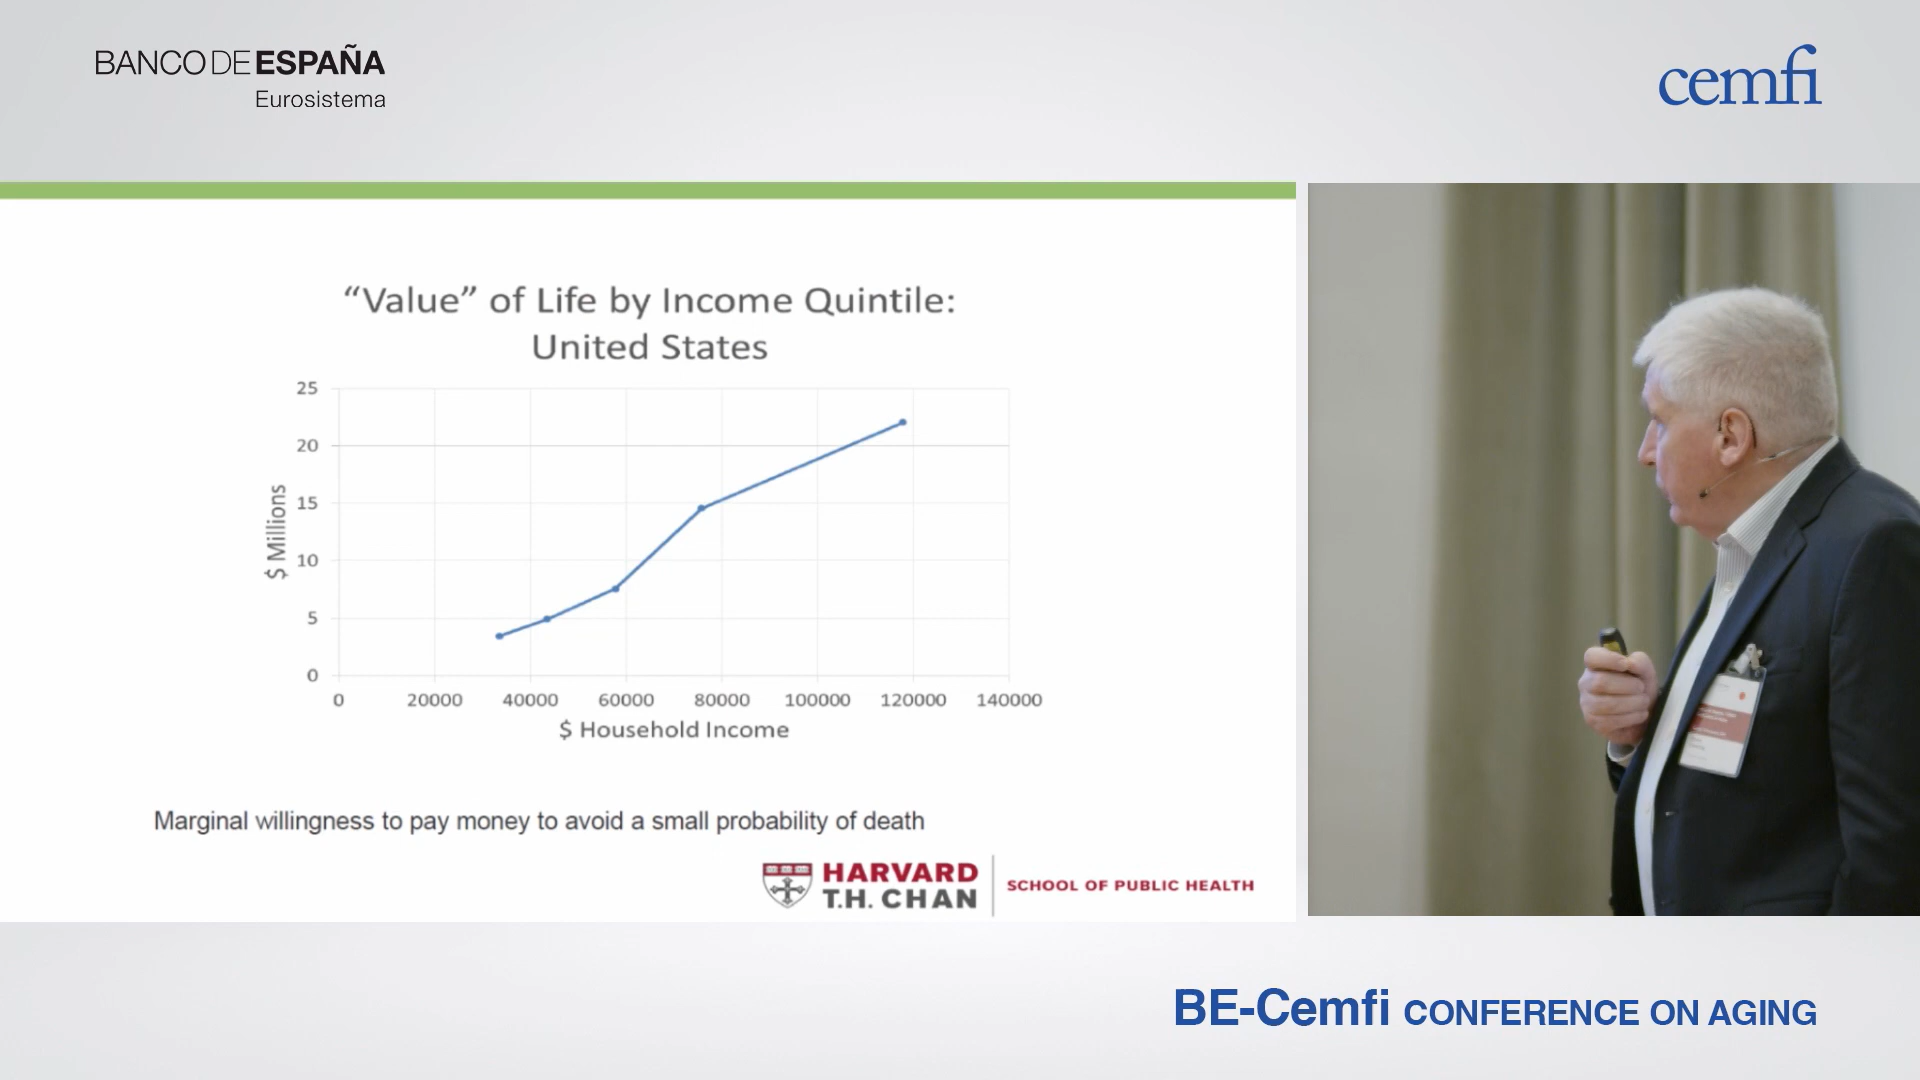 BANCO DE ESPAÑA
Eurosistema
cemfi
“Value” of Life by Income Quintile:
United States
25
20
15
10
5
0
$ Millions
0 20000 40000 60000 80000 100000 120000 140000
$ Household Income
Marginal willingness to pay money to avoid a small probability of death
HARVARD
T.H. CHAN
SCHOOL OF PUBLIC HEALTH
BE-Cemfi CONFERENCE ON AGING